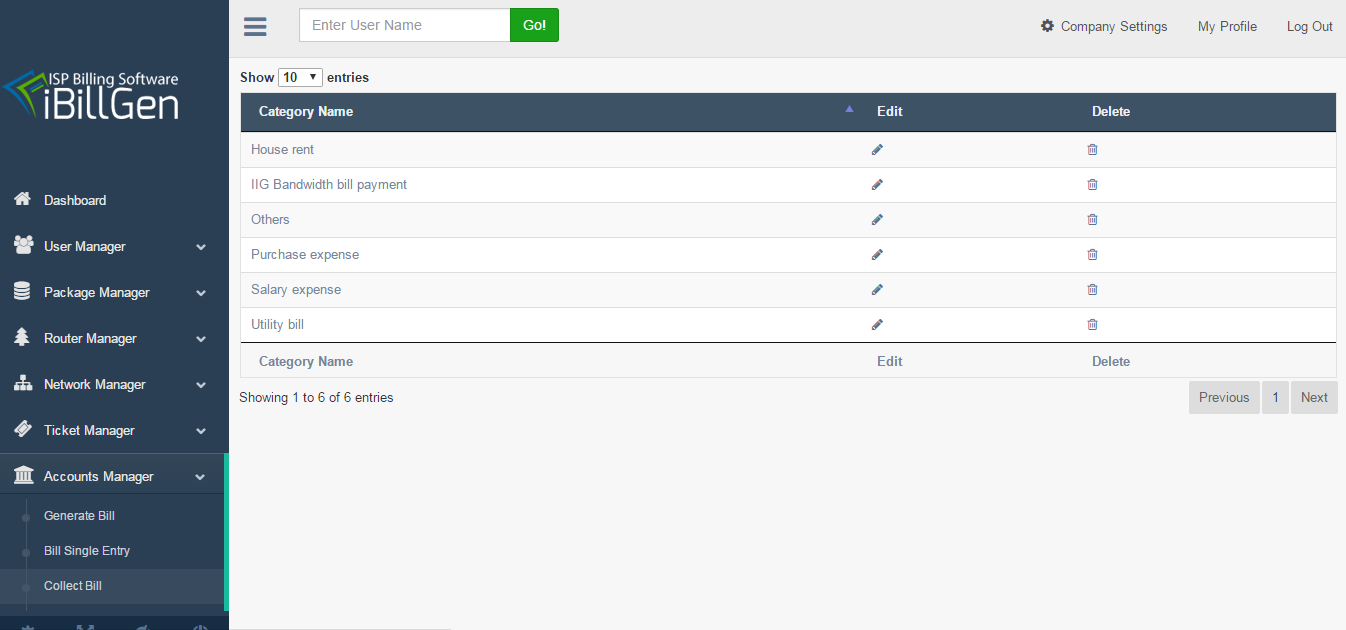 ISP Billing Software
iBillGen
Dashboard
User Manager
Package Manager
Router Manager
Network Manager
Ticket Manager
Accounts Manager
Generate Bill
Bill Single Entry
Collect Bill
Enter User Name Go!
Company Settings My Profile Log Out
Show 10 entries
Category Name Edit Delete
House rent
IIG Bandwidth bill payment
Others
Purchase expense
Salary expense
Utility bill
Category Name Edit Delete
Showing 1 to 6 of 6 entries
Previous 1 Next